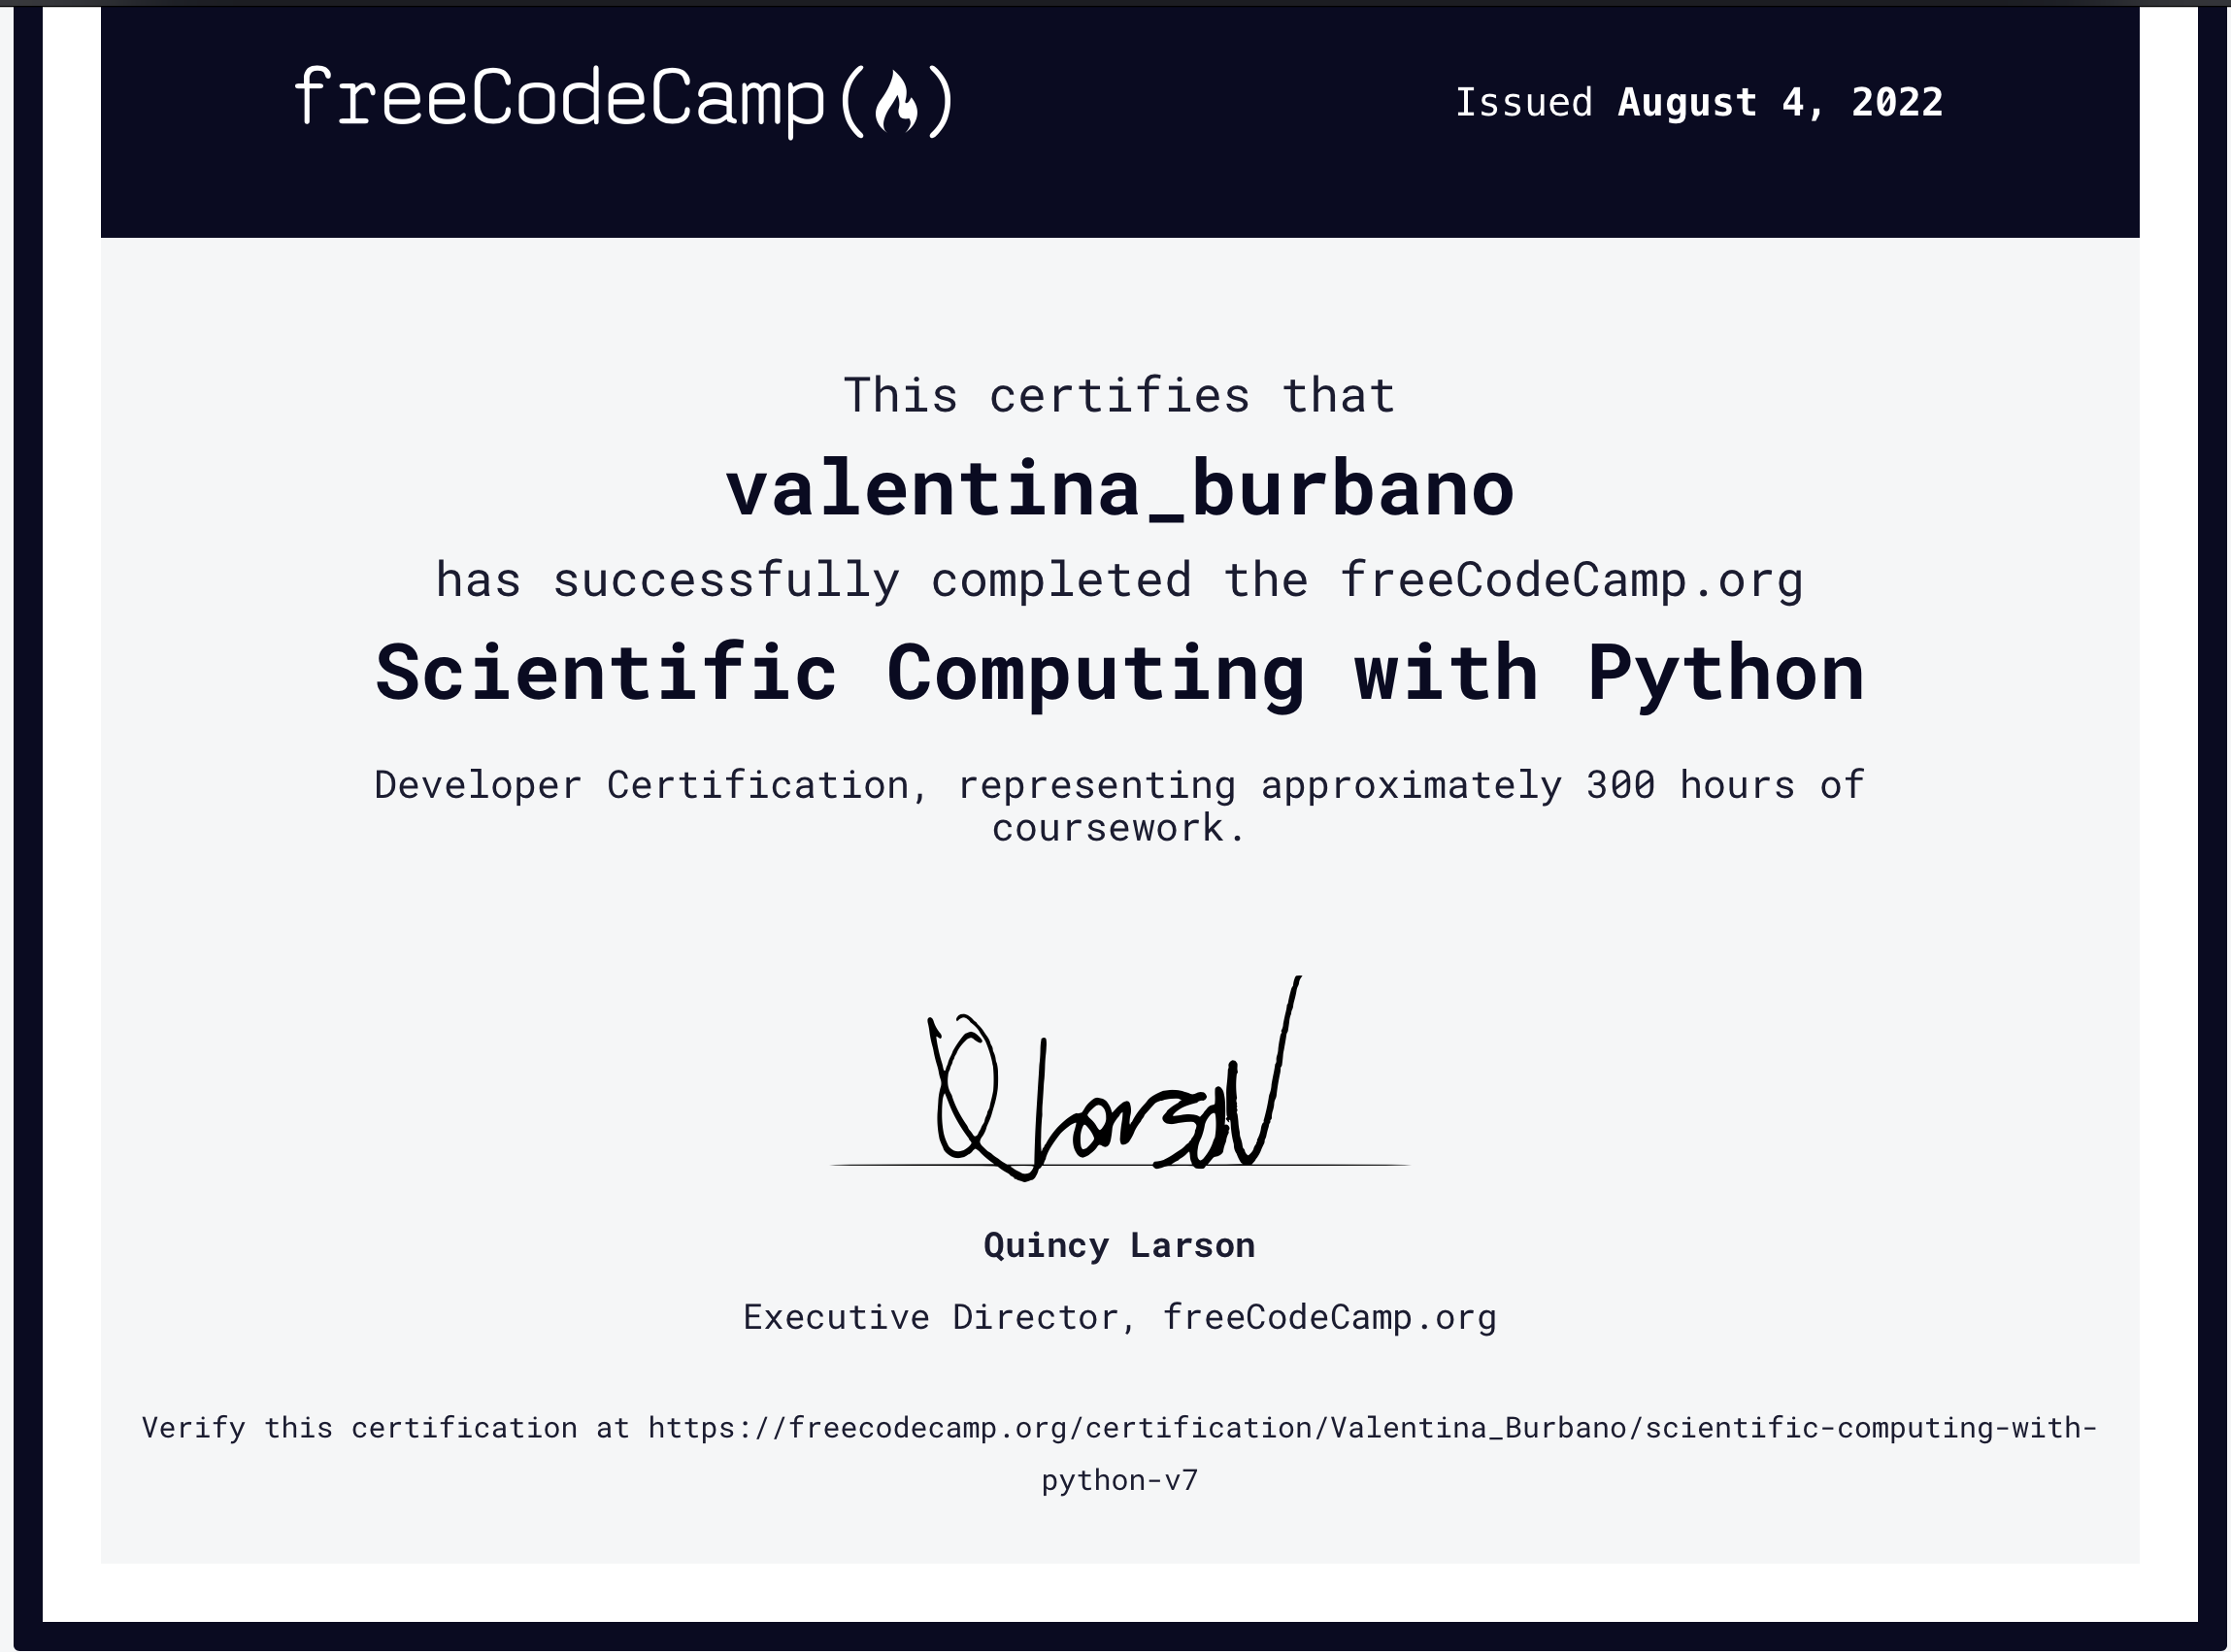 freeCodeCamp(🔥)
Issued August 4, 2022
This certifies that
valentina_burbano
has successfully completed the freeCodeCamp.org
Scientific Computing with Python
Developer Certification, representing approximately 300 hours of
coursework.
QLarson
Quincy Larson
Executive Director, freeCodeCamp.org
Verify this certification at https://freecodecamp.org/certification/Valentina_Burbano/scientific-computing-with-
python-v7